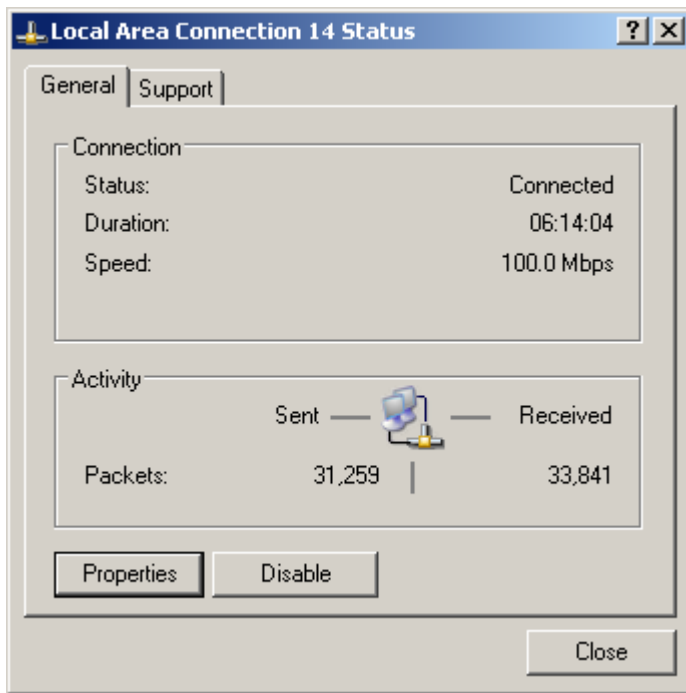 Local Area Connection 14 Status
General Support
Connection
Status: Connected
Duration: 06:14:04
Speed: 100.0 Mbps
Activity
Sent Received
Packets: 31,259 33,841
Properties Disable
Close